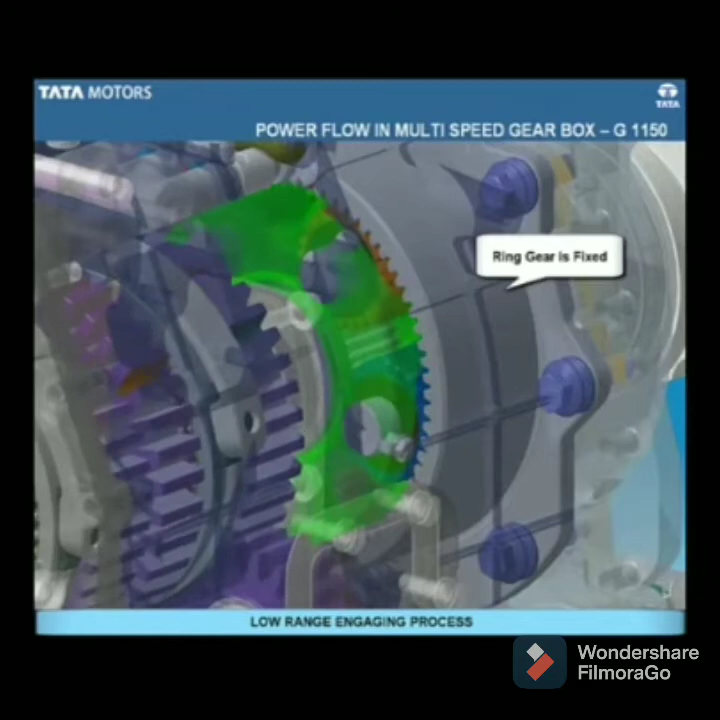 TATA MOTORS
TATA
POWER FLOW IN MULTI SPEED GEAR BOX – G 1150
Ring Gear is Fixed
LOW RANGE ENGAGING PROCESS
Wondershare
FilmoraGo